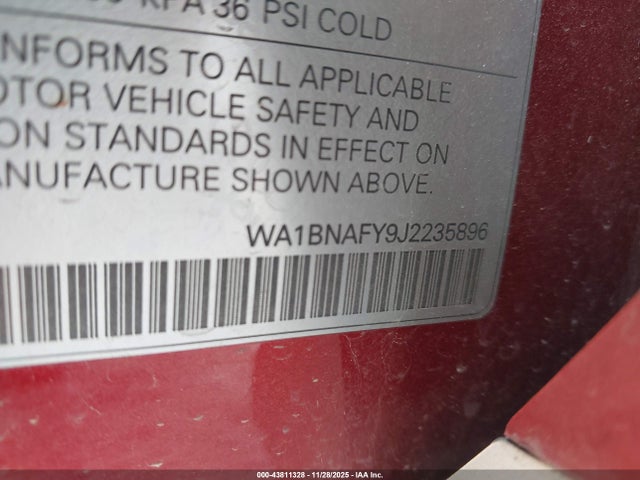 KPA 36 PSI COLD
NFORMS TO ALL APPLICABLE
OTOR VEHICLE SAFETY AND
ON STANDARDS IN EFFECT ON
ANUFACTURE SHOWN ABOVE.
WA1BNAFY9J2235896
000-43811328 - 11/28/2025 - IAA Inc.